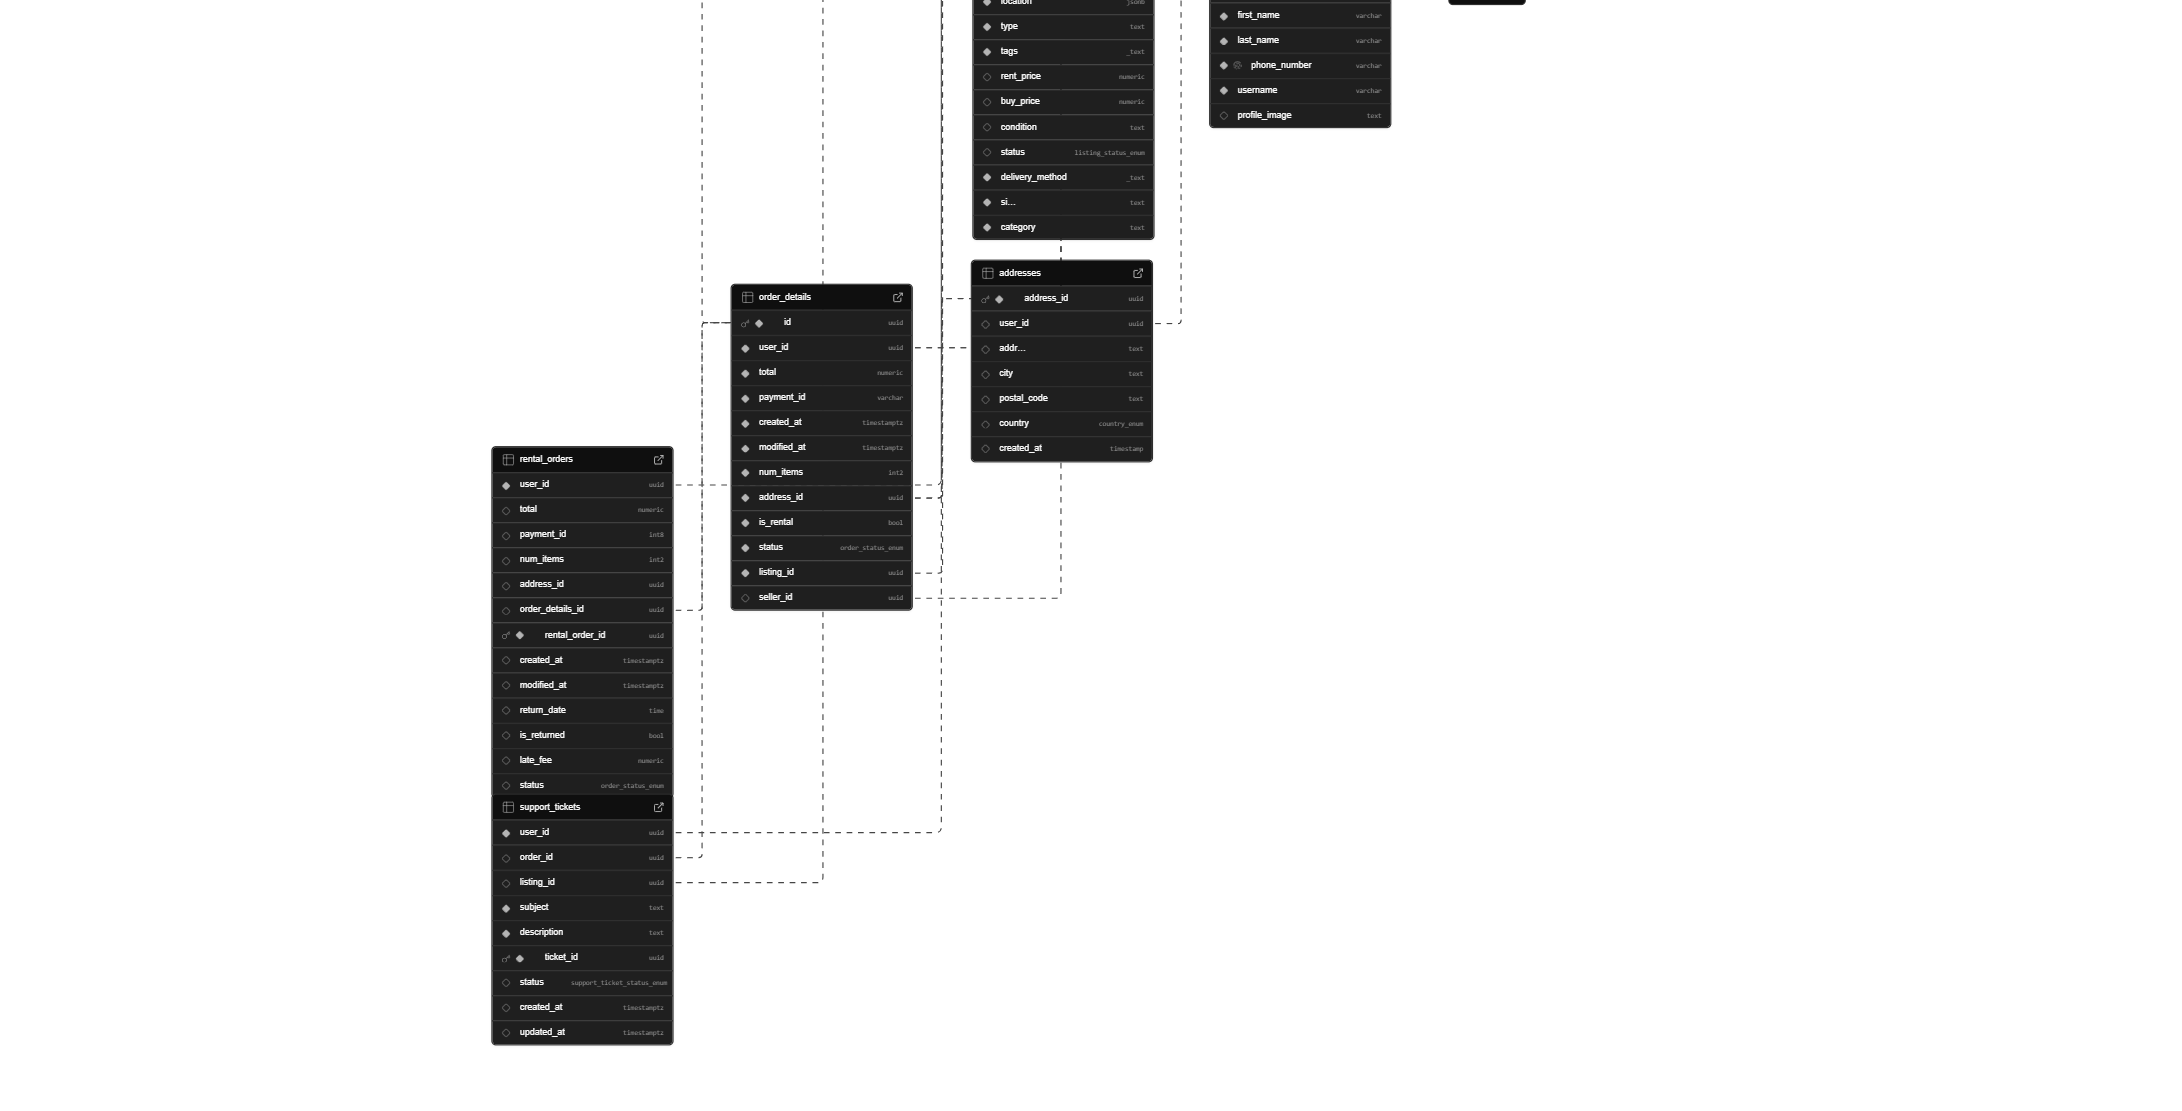 location jsonb
type text
tags _text
rent_price numeric
buy_price numeric
condition text
status listing_status_enum
delivery_method _text
si... text
category text
first_name varchar
last_name varchar
phone_number varchar
username varchar
profile_image text
addresses
address_id uuid
user_id uuid
addr... text
city text
postal_code text
country country_enum
created_at timestamp
order_details
id uuid
user_id uuid
total numeric
payment_id varchar
created_at timestamptz
modified_at timestamptz
num_items int2
address_id uuid
is_rental bool
status order_status_enum
listing_id uuid
seller_id uuid
rental_orders
user_id uuid
total numeric
payment_id int8
num_items int2
address_id uuid
order_details_id uuid
rental_order_id uuid
created_at timestamptz
modified_at timestamptz
return_date time
is_returned bool
late_fee numeric
status order_status_enum
support_tickets
user_id uuid
order_id uuid
listing_id uuid
subject text
description text
ticket_id uuid
status support_ticket_status_enum
created_at timestamptz
updated_at timestamptz